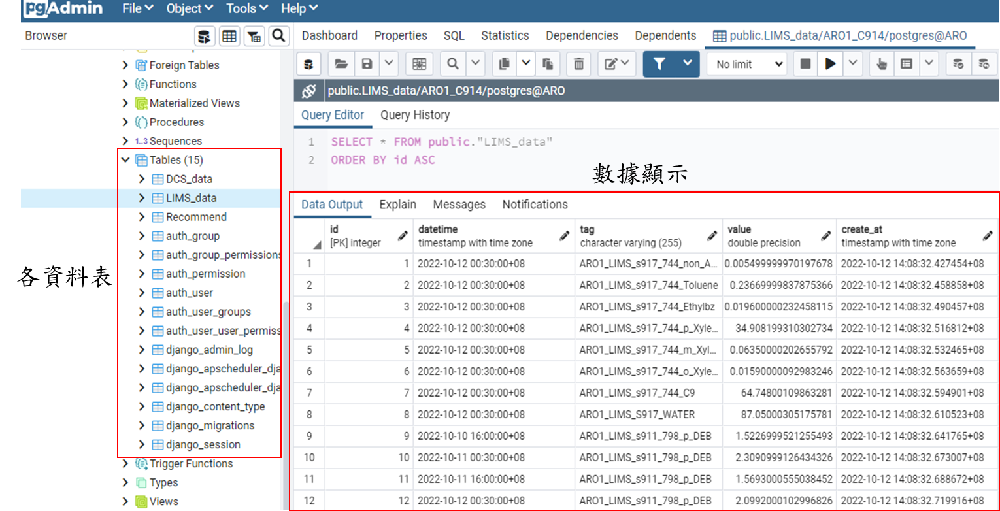 pgAdmin File Object Tools Help
Browser
Dashboard Properties SQL Statistics Dependencies Dependents public.LIMS_data/ARO1_C914/postgres@ARO
No limit
public.LIMS_data/ARO1_C914/postgres@ARO
Query Editor Query History
1 SELECT * FROM public."LIMS_data"
2 ORDER BY id ASC
Foreign Tables
Functions
Materialized Views
Procedures
1..3 Sequences
Tables (15)
DCS_data
LIMS_data
Recommend
auth_group
auth_group_permissions
auth_permission
auth_user
auth_user_groups
auth_user_user_permiss
django_admin_log
django_apscheduler_dja
django_apscheduler_dja
django_content_type
django_migrations
django_session
Trigger Functions
Types
Views
各資料表
數據顯示
Data Output Explain Messages Notifications
id datetime tag value create_at
[PK] integer timestamp with time zone character varying (255) double precision timestamp with time zone
1 1 2022-10-12 00:30:00+08 ARO1_LIMS_s917_744_non_A... 0.005499999970197678 2022-10-12 14:08:32.427454+08
2 2 2022-10-12 00:30:00+08 ARO1_LIMS_s917_744_Toluene 0.23669999837875366 2022-10-12 14:08:32.458858+08
3 3 2022-10-12 00:30:00+08 ARO1_LIMS_s917_744_Ethylbz 0.019600000232458115 2022-10-12 14:08:32.490457+08
4 4 2022-10-12 00:30:00+08 ARO1_LIMS_s917_744_p_Xyle... 34.908199310302734 2022-10-12 14:08:32.516812+08
5 5 2022-10-12 00:30:00+08 ARO1_LIMS_s917_744_m_Xyl... 0.06350000202655792 2022-10-12 14:08:32.532465+08
6 6 2022-10-12 00:30:00+08 ARO1_LIMS_s917_744_o_Xyle... 0.01590000092983246 2022-10-12 14:08:32.563659+08
7 7 2022-10-12 00:30:00+08 ARO1_LIMS_s917_744_C9 64.74800109863281 2022-10-12 14:08:32.594901+08
8 8 2022-10-12 00:30:00+08 ARO1_LIMS_S917_WATER 87.05000305175781 2022-10-12 14:08:32.610523+08
9 9 2022-10-10 16:00:00+08 ARO1_LIMS_s911_798_p_DEB 1.5226999521255493 2022-10-12 14:08:32.641765+08
10 10 2022-10-11 00:30:00+08 ARO1_LIMS_s911_798_p_DEB 2.3090999126434326 2022-10-12 14:08:32.673007+08
11 11 2022-10-11 16:00:00+08 ARO1_LIMS_s911_798_p_DEB 1.5693000555038452 2022-10-12 14:08:32.688672+08
12 12 2022-10-12 00:30:00+08 ARO1_LIMS_s911_798_p_DEB 2.0992000102996826 2022-10-12 14:08:32.719916+08